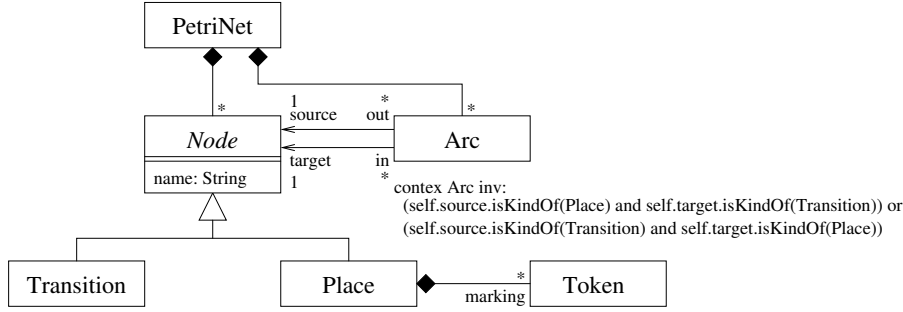 PetriNet
*
*
1
*
source
out
Node
Arc
target
in
name: String
1
*
contex Arc inv:
(self.source.isKindOf(Place) and self.target.isKindOf(Transition)) or
(self.source.isKindOf(Transition) and self.target.isKindOf(Place))
Transition
Place
*
marking
Token